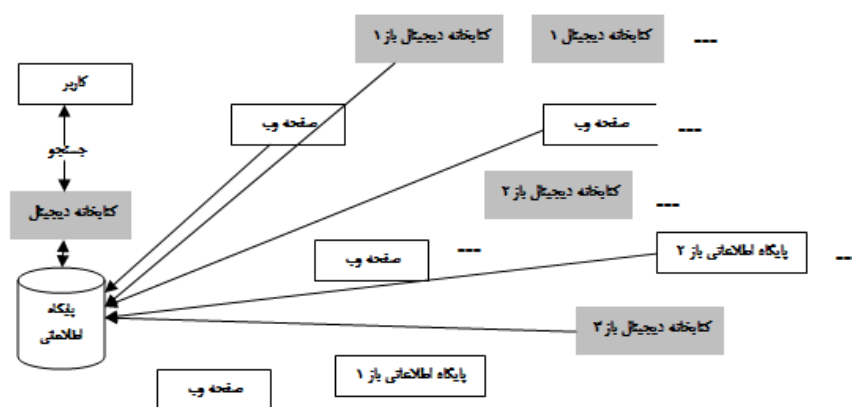 کتابخانه دیجیتال باز ۱
کتابخانه دیجیتال ۱
---
کاربر
صفحه وب
صفحه وب
---
جستجو
کتابخانه دیجیتال باز ۲
---
کتابخانه دیجیتال
پایگاه اطلاعاتی باز ۲
---
صفحه وب
---
پایگاه
اطلاعتی
کتابخانه دیجیتال باز ۳
پایگاه اطلاعاتی باز ۱
صفحه وب